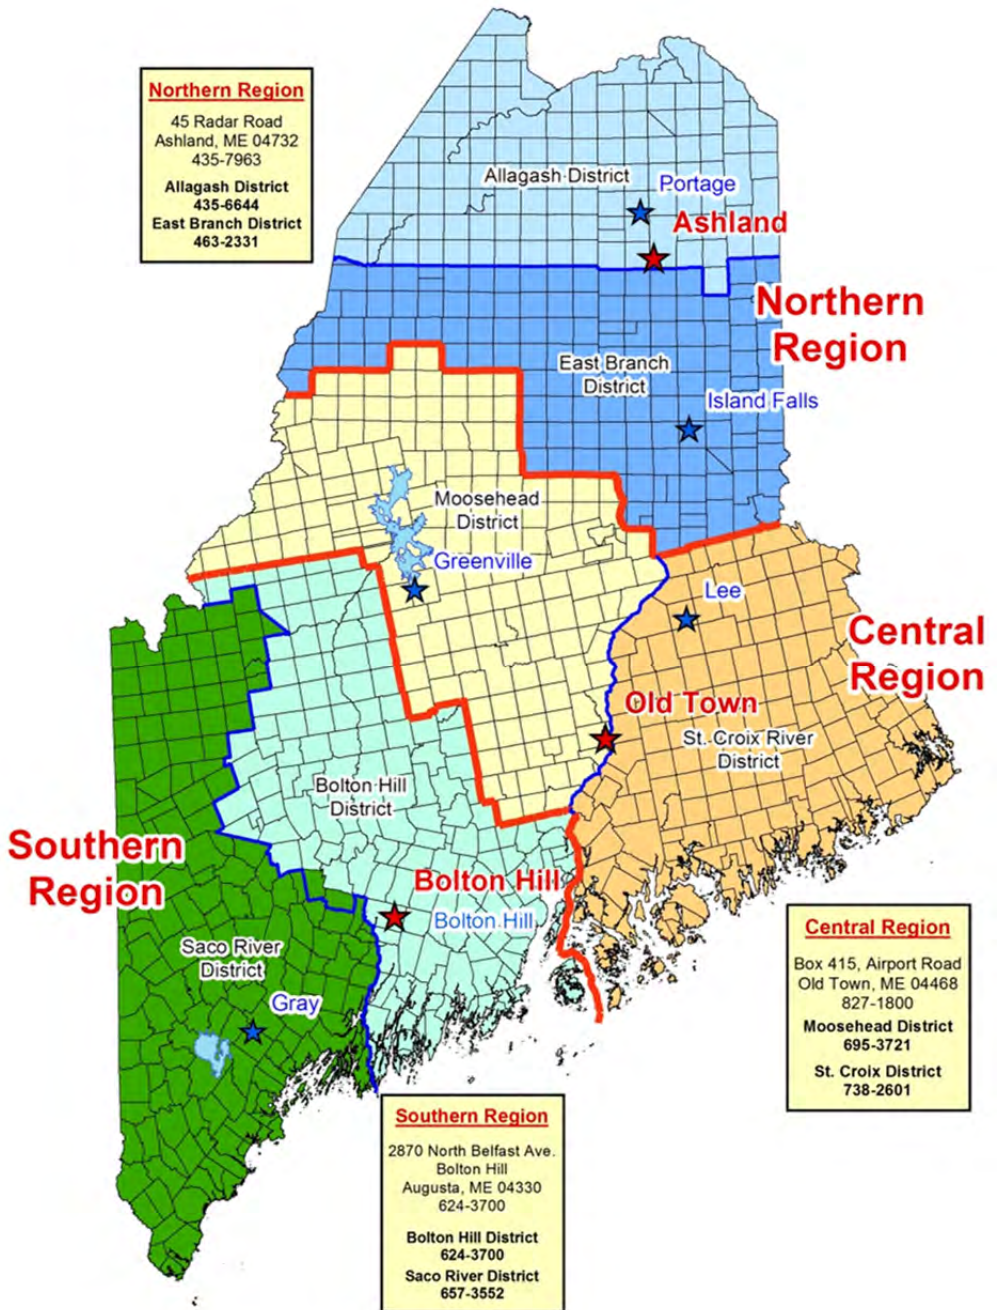 Northern Region
45 Radar Road
Ashland, ME 04732
435-7963
Allagash District
435-6644
East Branch District
463-2331
Allagash District
Portage
Ashland
Northern
Region
East Branch
District
Island Falls
Moosehead
District
Greenville
Lee
Central
Region
Old Town
St. Croix River
District
Bolton Hill
District
Southern
Region
Bolton Hill
Bolton Hill
Saco River
District
Gray
Central Region
Box 415, Airport Road
Old Town, ME 04468
827-1800
Moosehead District
695-3721
St. Croix District
738-2601
Southern Region
2870 North Belfast Ave.
Bolton Hill
Augusta, ME 04330
624-3700
Bolton Hill District
624-3700
Saco River District
657-3552